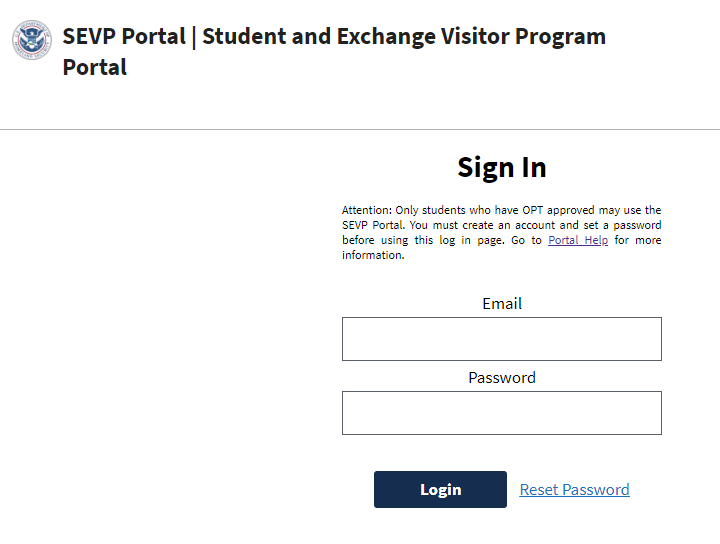 SEVP Portal | Student and Exchange Visitor Program
Portal
Sign In
Attention: Only students who have OPT approved may use the
SEVP Portal. You must create an account and set a password
before using this log in page. Go to Portal Help for more
information.
Email
Password
Login Reset Password